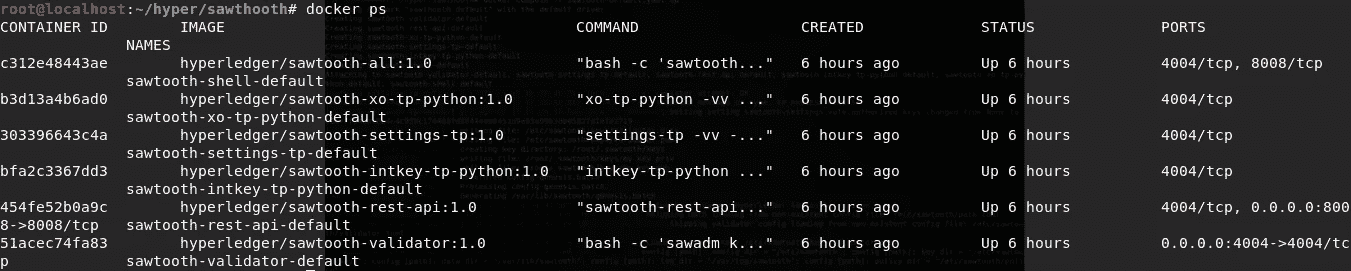 root@localhost:~/hyper/sawthooth# docker ps
CONTAINER ID        IMAGE                                  COMMAND                  CREATED             STATUS              PORTS
              NAMES
c312e48443ae        hyperledger/sawtooth-all:1.0           "bash -c 'sawtooth..."   6 hours ago         Up 6 hours          4004/tcp, 8008/tcp
              sawtooth-shell-default
b3d13a4b6ad0        hyperledger/sawtooth-xo-tp-python:1.0   "xo-tp-python -vv ..."   6 hours ago         Up 6 hours          4004/tcp
              sawtooth-xo-tp-python-default
303396643c4a        hyperledger/sawtooth-settings-tp:1.0   "settings-tp -vv -..."   6 hours ago         Up 6 hours          4004/tcp
              sawtooth-settings-tp-default
bfa2c3367dd3        hyperledger/sawtooth-intkey-tp-python:1.0   "intkey-tp-python ..."   6 hours ago         Up 6 hours          4004/tcp
              sawtooth-intkey-tp-python-default
454fe52b0a9c        hyperledger/sawtooth-rest-api:1.0      "sawtooth-rest-api..."   6 hours ago         Up 6 hours          4004/tcp, 0.0.0.0:800
8->8008/tcp   sawtooth-rest-api-default
51acec74fa83        hyperledger/sawtooth-validator:1.0     "bash -c 'sawadm k..."   6 hours ago         Up 6 hours          0.0.0.0:4004->4004/tc
p             sawtooth-validator-default